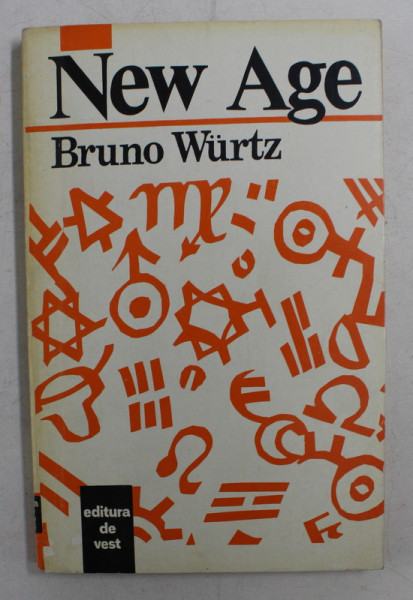 New Age
Bruno Würtz
editura
de
vest